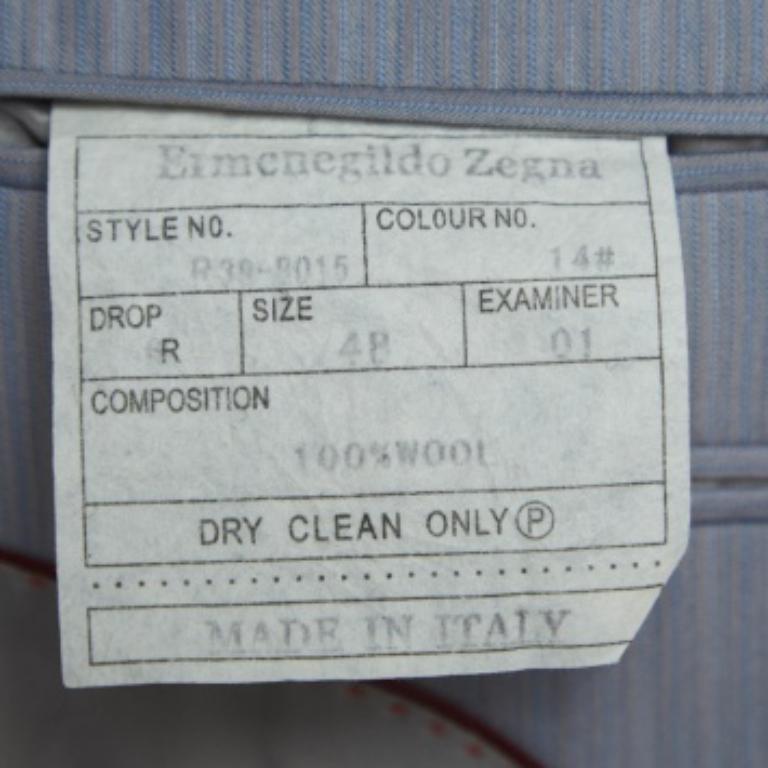 Ermenegildo Zegna
STYLE NO. COLOUR NO.
R39-8015 14#
DROP SIZE EXAMINER
R 48 01
COMPOSITION
100%WOOL
DRY CLEAN ONLY Ⓟ
MADE IN ITALY